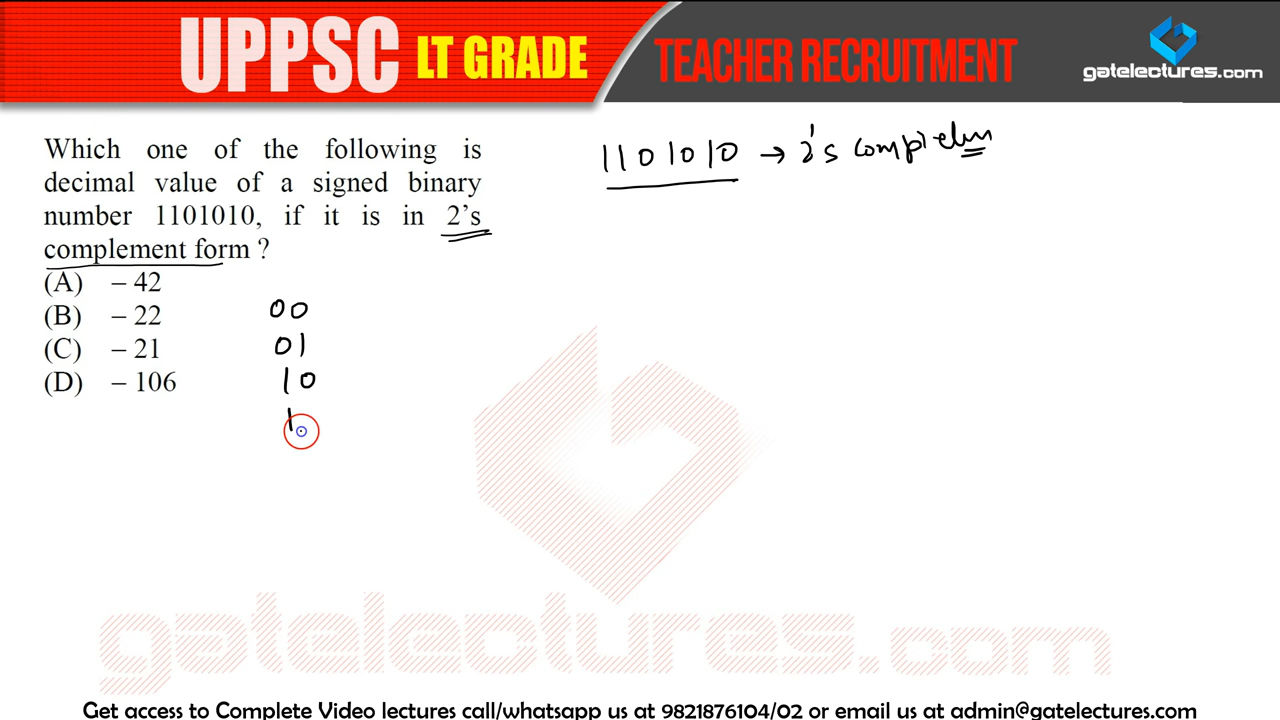 UPPSC LT GRADE TEACHER RECRUITMENT
gatelectures.com
Which one of the following is
decimal value of a signed binary
number 1101010, if it is in 2's
complement form ?
(A) – 42
(B) – 22
(C) – 21
(D) – 106
00
01
10
1
1101010 → 2's complem
gatelectures.com
Get access to Complete Video lectures call/whatsapp us at 9821876104/02 or email us at admin@gatelectures.com